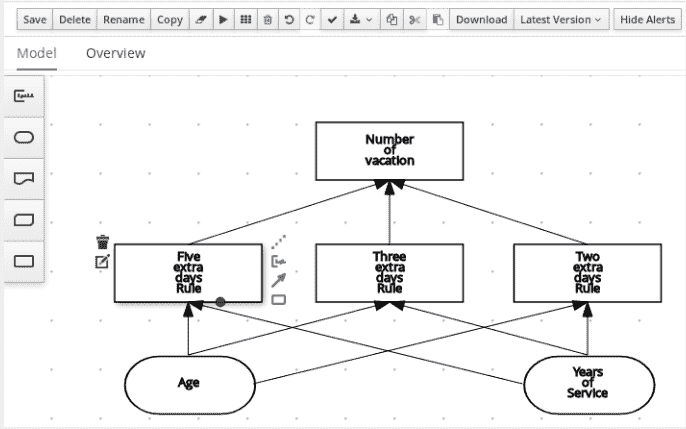 Save Delete Rename Copy Download Latest Version Hide Alerts
Model Overview
Number
of
vacation
Five
extra
days
Rule
Three
extra
days
Rule
Two
extra
days
Rule
Age
Years
of
Service